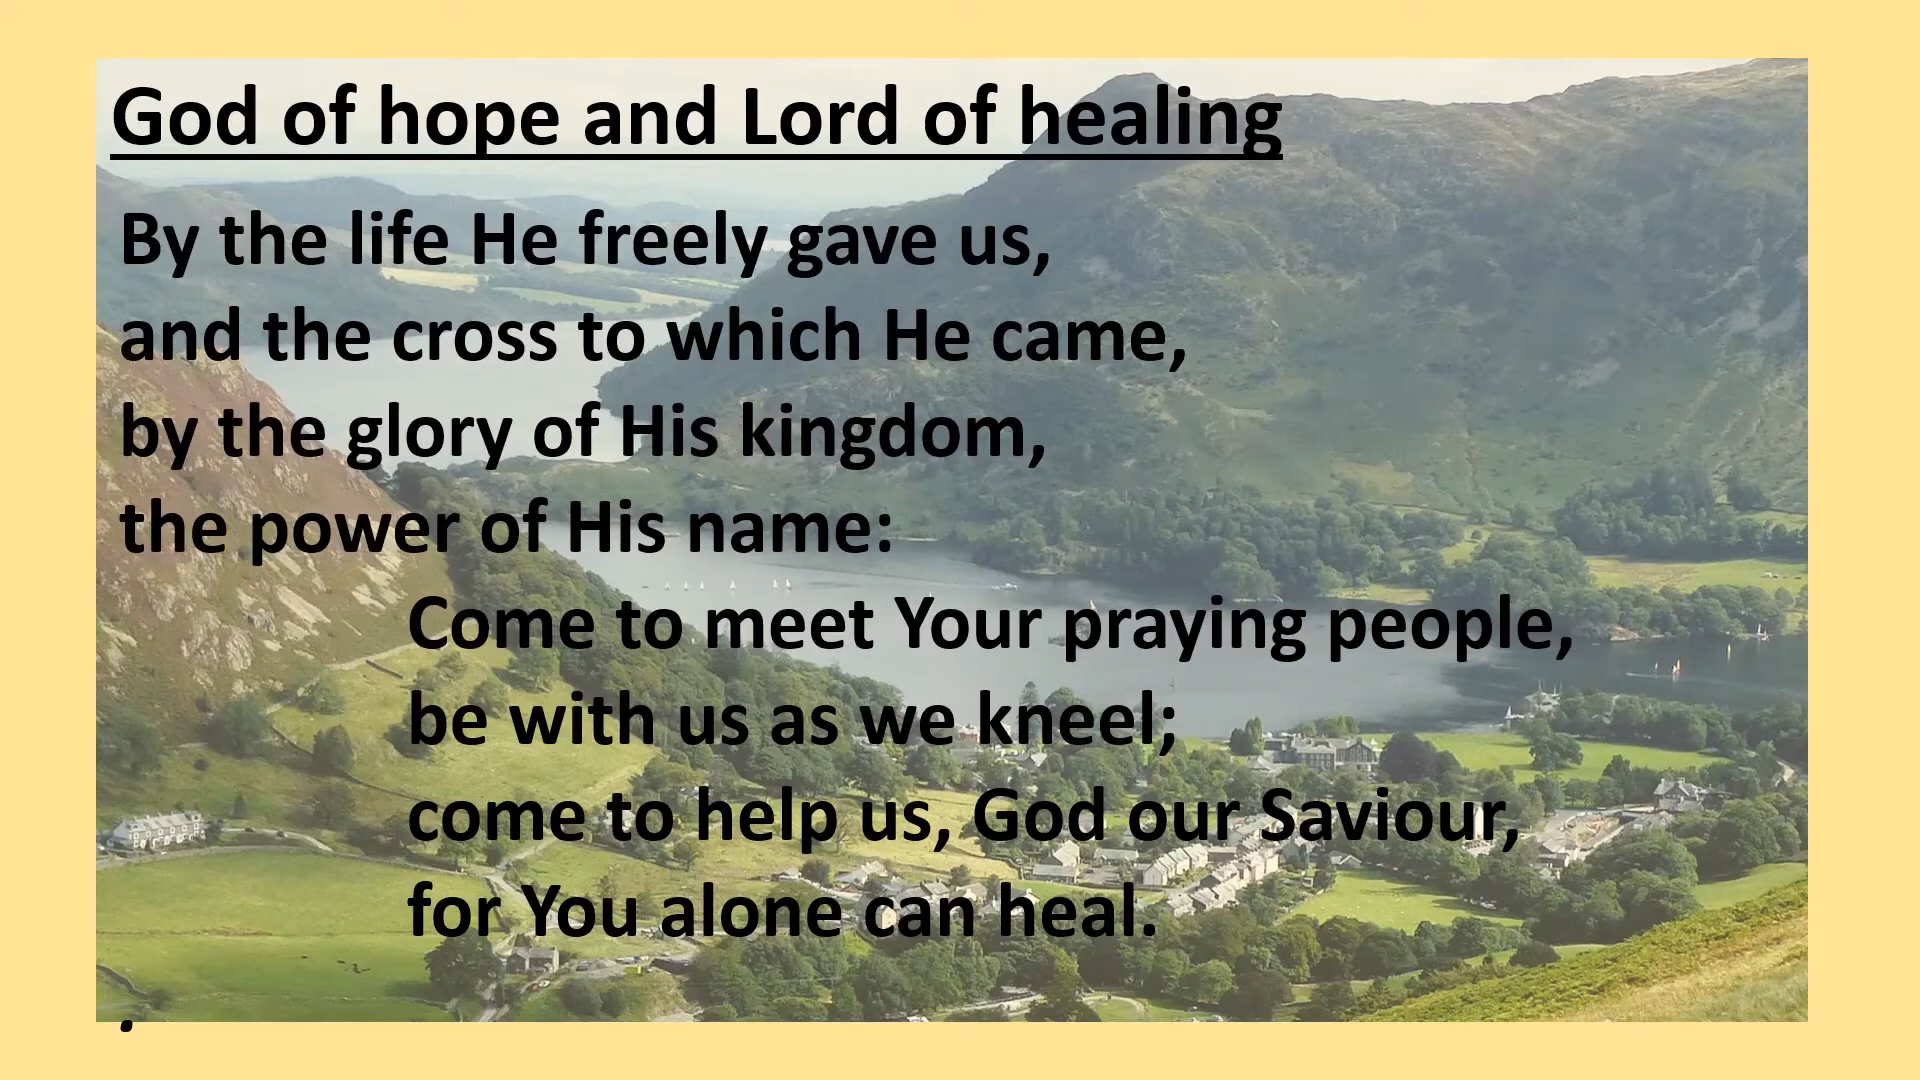 God of hope and Lord of healing
By the life He freely gave us,
and the cross to which He came,
by the glory of His kingdom,
the power of His name:
Come to meet Your praying people,
be with us as we kneel;
come to help us, God our Saviour,
for You alone can heal.
.